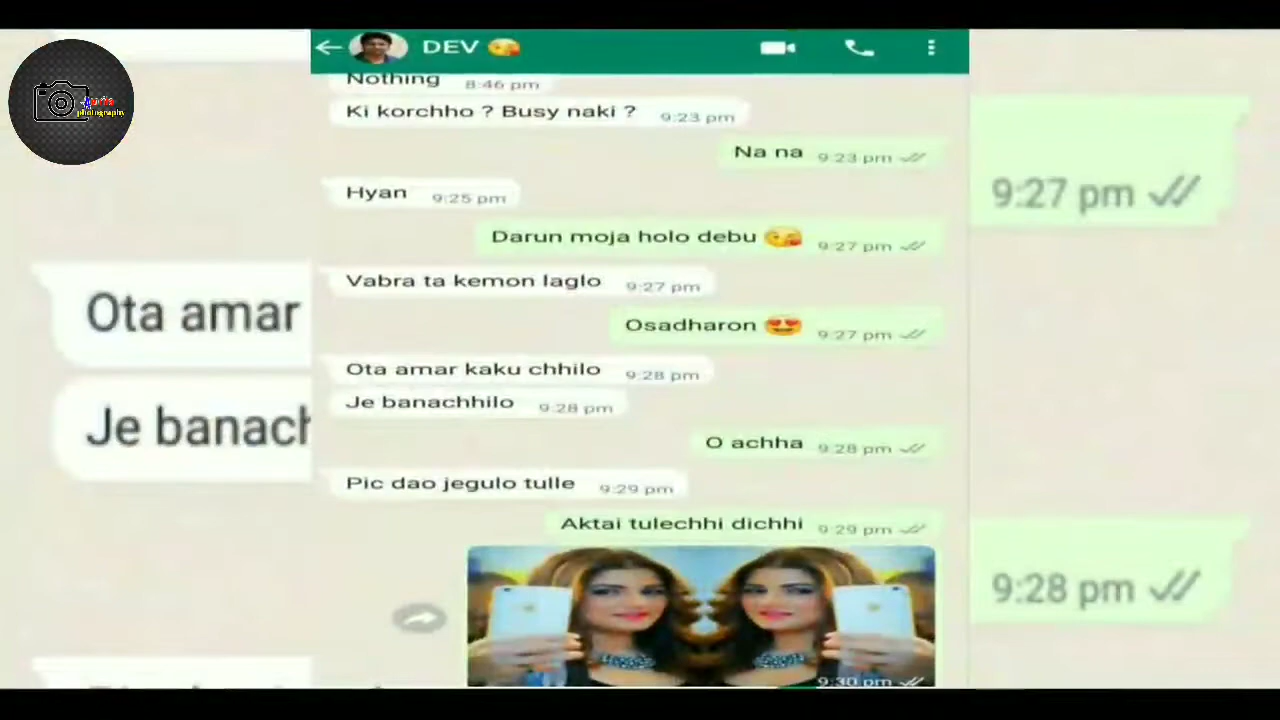 DEV 😘
Nothing 8:46 pm
Ki korchho ? Busy naki ? 9:23 pm
Na na 9:23 pm
Hyan 9:25 pm
Darun moja holo debu 😘 9:27 pm
Vabra ta kemon laglo 9:27 pm
Osadharon 😍 9:27 pm
Ota amar kaku chhilo 9:28 pm
Je banachhilo 9:28 pm
O achha 9:28 pm
Pic dao jegulo tulle 9:29 pm
Aktai tulechhi dichhi 9:29 pm
9:30 pm
Ota amar
Je banach
9:27 pm
9:28 pm
photography